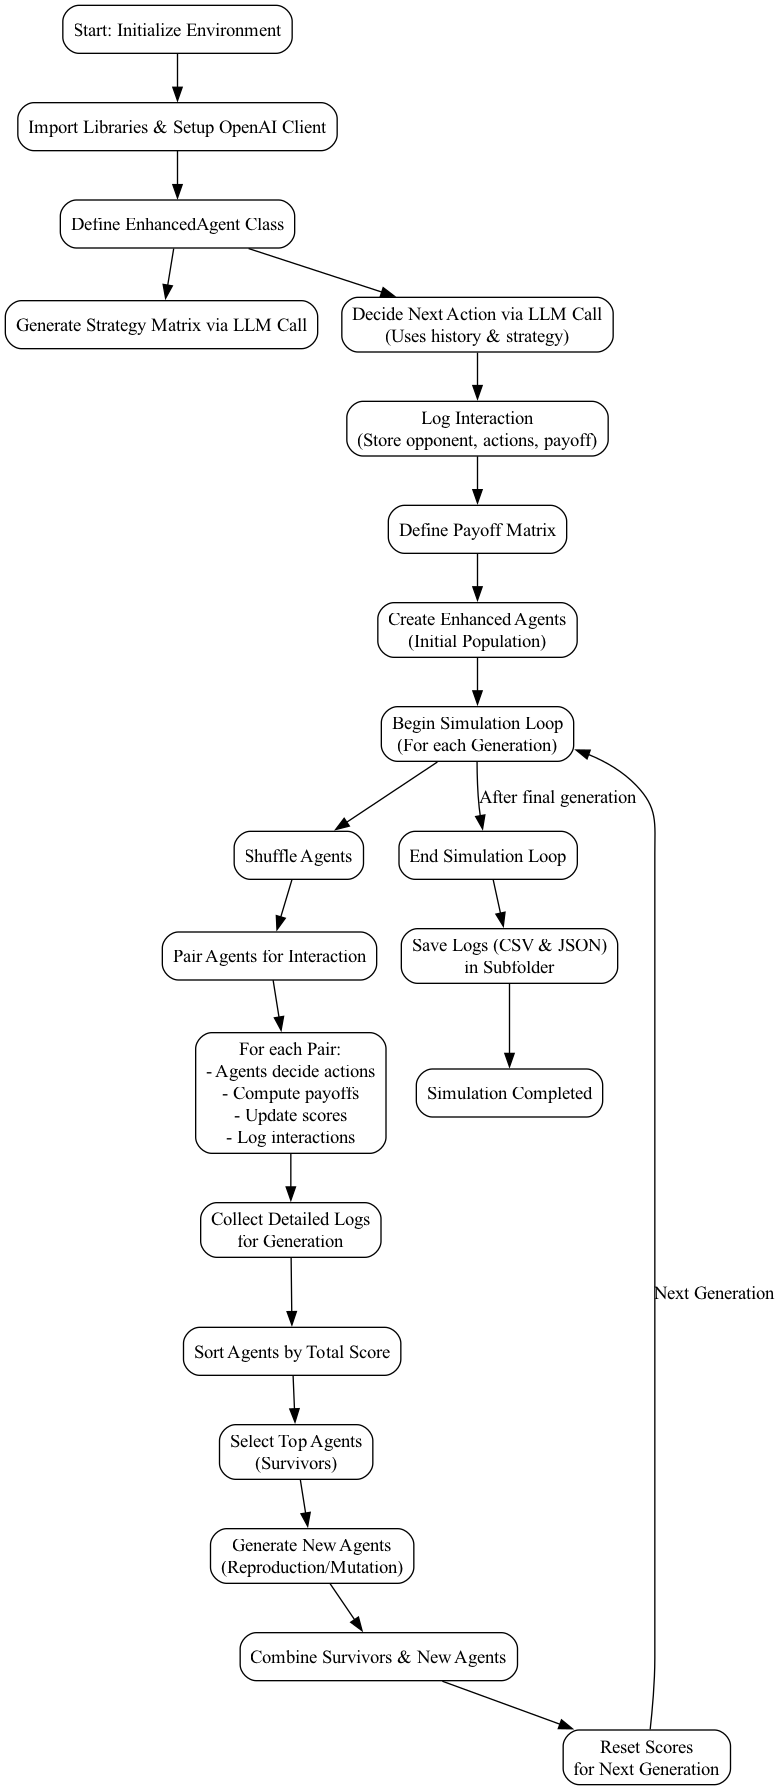 Start: Initialize Environment
Import Libraries & Setup OpenAI Client
Define EnhancedAgent Class
Generate Strategy Matrix via LLM Call
Decide Next Action via LLM Call
(Uses history & strategy)
Log Interaction
(Store opponent, actions, payoff)
Define Payoff Matrix
Create Enhanced Agents
(Initial Population)
Begin Simulation Loop
(For each Generation)
After final generation
Shuffle Agents
End Simulation Loop
Pair Agents for Interaction
Save Logs (CSV & JSON)
in Subfolder
For each Pair:
- Agents decide actions
- Compute payoffs
- Update scores
- Log interactions
Simulation Completed
Collect Detailed Logs
for Generation
Next Generation
Sort Agents by Total Score
Select Top Agents
(Survivors)
Generate New Agents
(Reproduction/Mutation)
Combine Survivors & New Agents
Reset Scores
for Next Generation